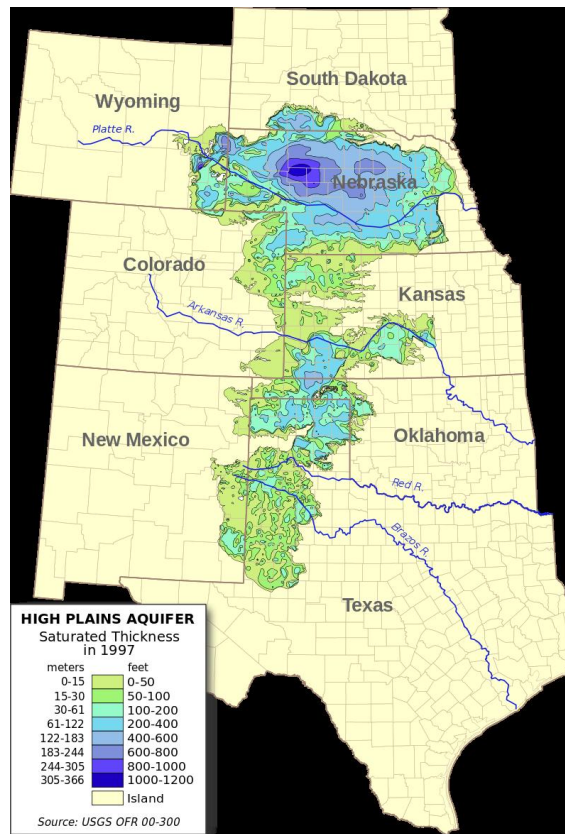 South Dakota
Wyoming
Platte R.
Nebraska
Colorado
Kansas
Arkansas R.
New Mexico
Oklahoma
Red R.
Brazos R.
Texas
HIGH PLAINS AQUIFER
Saturated Thickness
in 1997
meters feet
0-15 0-50
15-30 50-100
30-61 100-200
61-122 200-400
122-183 400-600
183-244 600-800
244-305 800-1000
305-366 1000-1200
Island
Source: USGS OFR 00-300